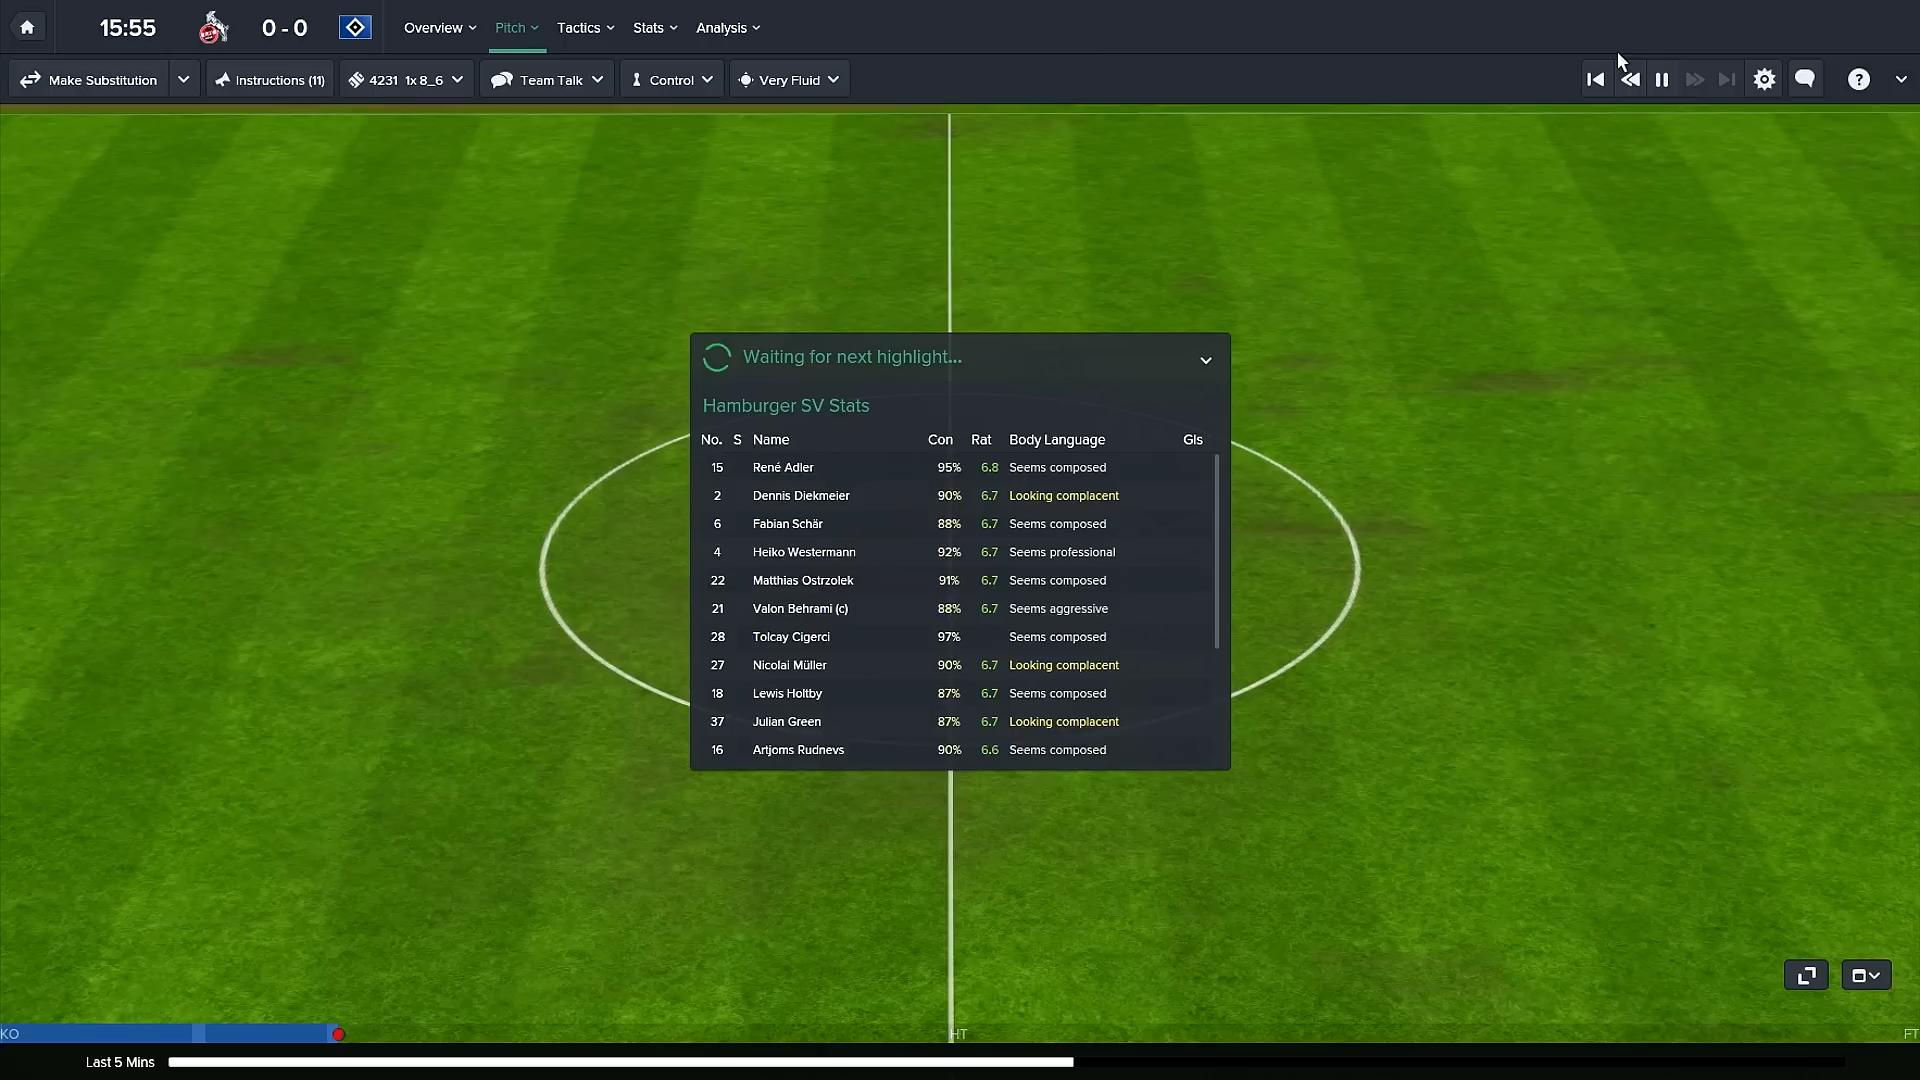 15:55 0 - 0 Overview Pitch Tactics Stats Analysis
Make Substitution Instructions (11) 4231 1x 8_6 Team Talk Control Very Fluid ?
Waiting for next highlight...
Hamburger SV Stats
No. S Name Con Rat Body Language Gls
15 René Adler 95% 6.8 Seems composed
2 Dennis Diekmeier 90% 6.7 Looking complacent
6 Fabian Schär 88% 6.7 Seems composed
4 Heiko Westermann 92% 6.7 Seems professional
22 Matthias Ostrzolek 91% 6.7 Seems composed
21 Valon Behrami (c) 88% 6.7 Seems aggressive
28 Tolcay Cigerci 97% Seems composed
27 Nicolai Müller 90% 6.7 Looking complacent
18 Lewis Holtby 87% 6.7 Seems composed
37 Julian Green 87% 6.7 Looking complacent
16 Artjoms Rudnevs 90% 6.6 Seems composed
KO HT FT
Last 5 Mins